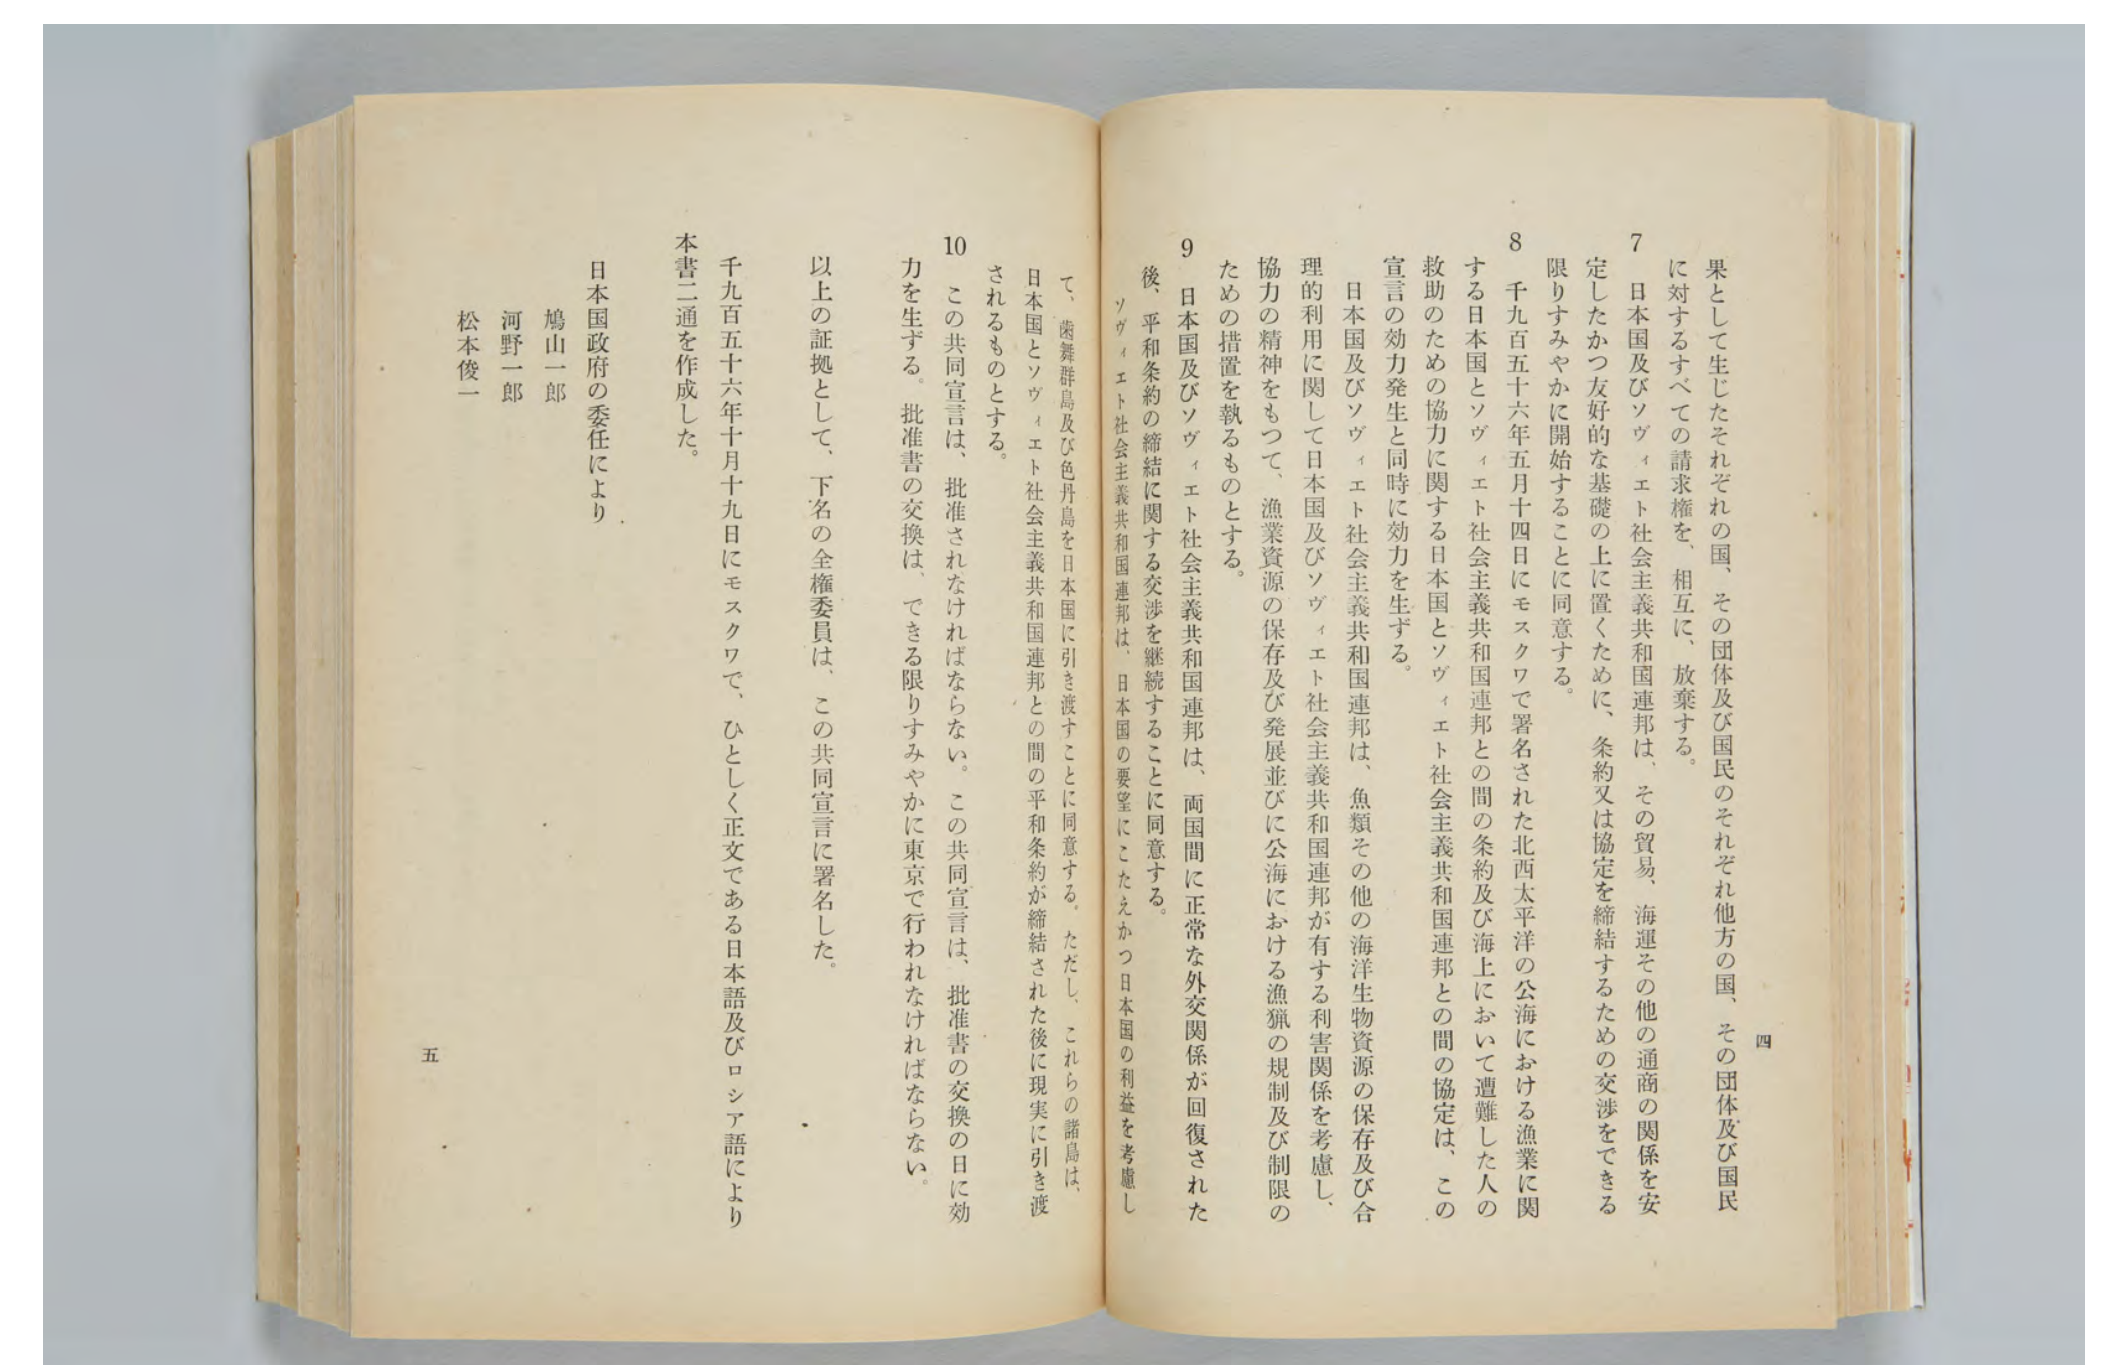 果として生じたそれぞれの国、その団体及び国民のそれぞれ他方の国、その団体及び国民
に対するすべての請求権を、相互に、放棄する。
7 日本国及びソヴィエト社会主義共和国連邦は、その貿易、海運その他の通商の関係を安
定したかつ友好的な基礎の上に置くために、条約又は協定を締結するための交渉をできる
限りすみやかに開始することに同意する。
8 千九百五十六年五月十四日にモスクワで署名された北西太平洋の公海における漁業に関
する日本国とソヴィエト社会主義共和国連邦との間の条約及び海上において遭難した人の
救助のための協力に関する日本国とソヴィエト社会主義共和国連邦との間の協定は、この
宣言の効力発生と同時に効力を生ずる。
日本国及びソヴィエト社会主義共和国連邦は、魚類その他の海洋生物資源の保存及び合
理的利用に関して日本国及びソヴィエト社会主義共和国連邦が有する利害関係を考慮し、
協力の精神をもつて、漁業資源の保存及び発展並びに公海における漁猟の規制及び制限の
ための措置を執るものとする。
9 日本国及びソヴィエト社会主義共和国連邦は、両国間に正常な外交関係が回復された
後、平和条約の締結に関する交渉を継続することに同意する。
ソヴィエト社会主義共和国連邦は、日本国の要望にこたえかつ日本国の利益を考慮し
四
て、歯舞群島及び色丹島を日本国に引き渡すことに同意する。ただし、これらの諸島は、
日本国とソヴィエト社会主義共和国連邦との間の平和条約が締結された後に現実に引き渡
されるものとする。
10 この共同宣言は、批准されなければならない。この共同宣言は、批准書の交換の日に効
力を生ずる。批准書の交換は、できる限りすみやかに東京で行われなければならない。
以上の証拠として、下名の全権委員は、この共同宣言に署名した。
千九百五十六年十月十九日にモスクワで、ひとしく正文である日本語及びロシア語により
本書二通を作成した。
日本国政府の委任により
鳩山一郎
河野一郎
松本俊一
五